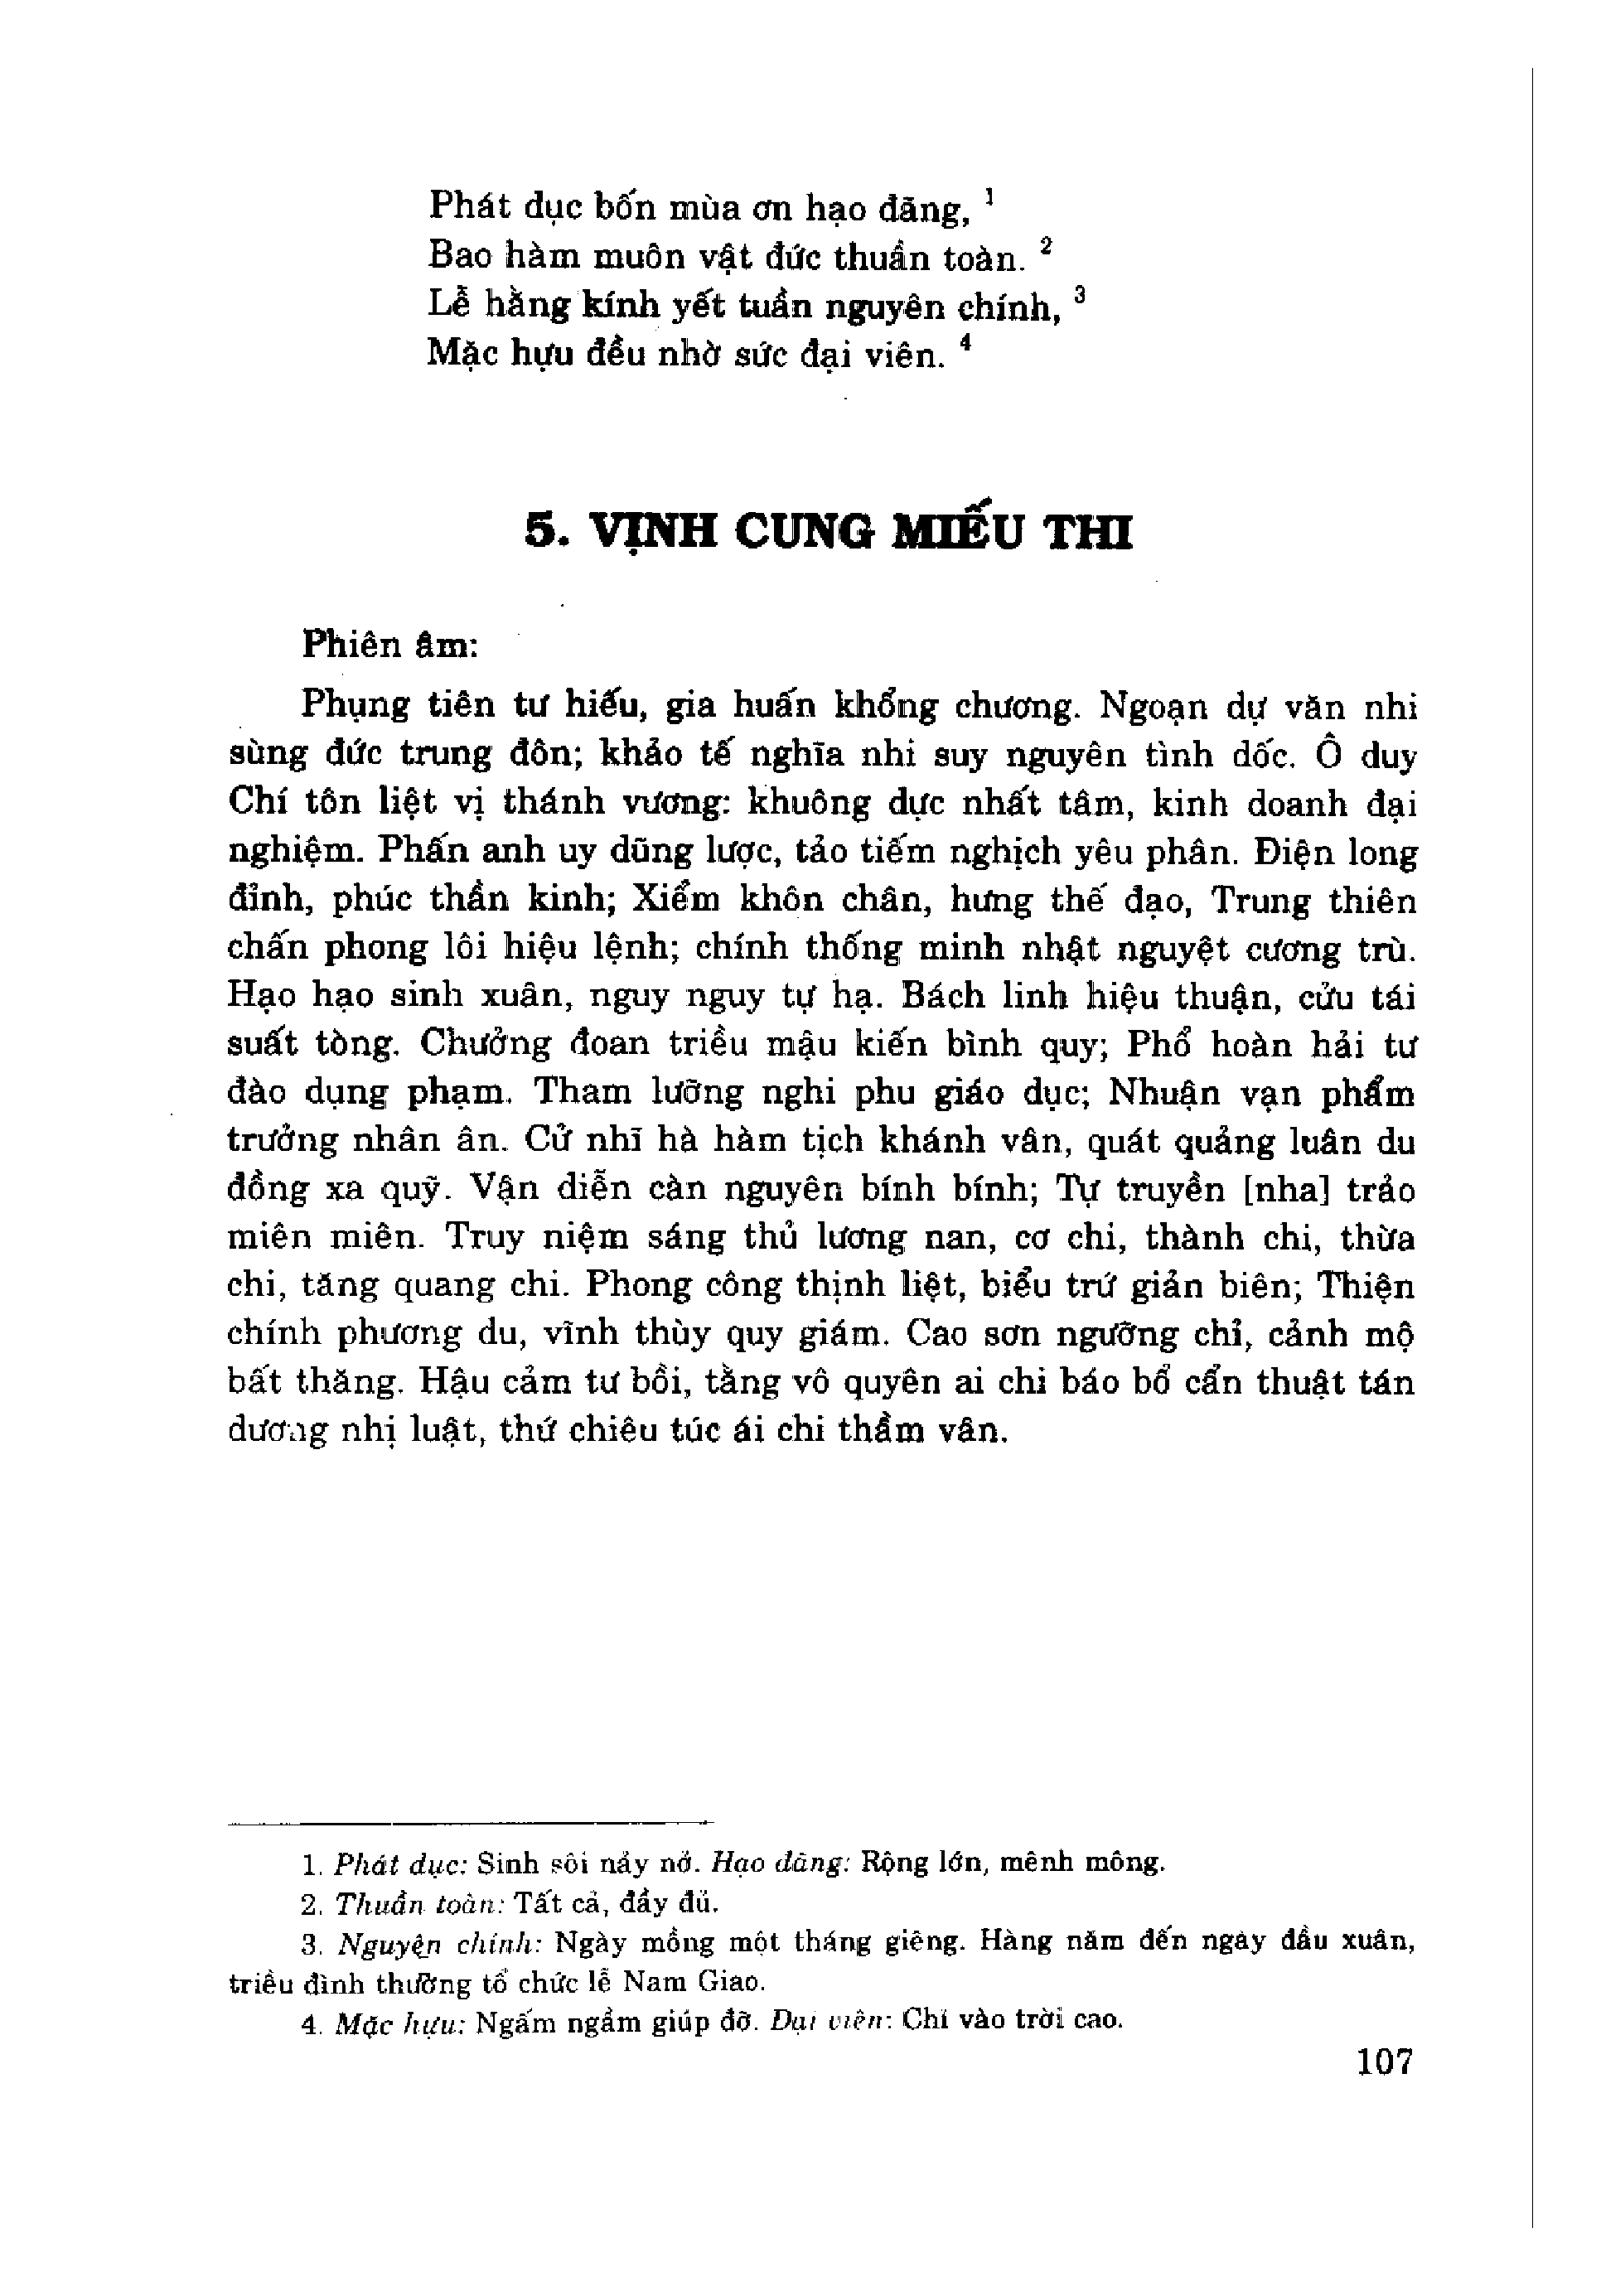 Phát dục bốn mùa ơn hạo đãng, 1
Bao hàm muôn vật đức thuần toàn. 2
Lễ hằng kính yết tuần nguyên chính, 3
Mặc hựu đều nhờ sức đại viên. 4
5. VỊNH CUNG MIẾU THI
Phiên âm:
Phụng tiên tư hiếu, gia huấn khổng chương. Ngoạn dự văn nhi
sùng đức trung đôn; khảo tế nghĩa nhi suy nguyên tình dốc. Ô duy
Chí tôn liệt vị thánh vương: khuông dực nhất tâm, kinh doanh đại
nghiệm. Phấn anh uy dũng lược, tảo tiếm nghịch yêu phân. Điện long
đỉnh, phúc thần kinh; Xiểm khôn chân, hưng thế đạo, Trung thiên
chấn phong lôi hiệu lệnh; chính thống minh nhật nguyệt cương trù.
Hạo hạo sinh xuân, nguy nguy tự hạ. Bách linh hiệu thuận, cửu tái
suất tòng. Chưởng đoan triều mậu kiến bình quy; Phổ hoàn hải tư
đào dụng phạm. Tham lưỡng nghi phu giáo dục; Nhuận vạn phẩm
trưởng nhân ân. Cử nhĩ hà hàm tịch khánh vân, quát quảng luân du
đồng xa quỹ. Vận diễn càn nguyên bính bính; Tự truyền [nha] trảo
miên miên. Truy niệm sáng thủ lương nan, cơ chi, thành chi, thừa
chi, tăng quang chi. Phong công thịnh liệt, biểu trứ giản biên; Thiện
chính phương du, vĩnh thùy quy giám. Cao sơn ngưỡng chỉ, cảnh mộ
bất thăng. Hậu cảm tư bồi, tằng vô quyên ai chi báo bổ cẩn thuật tán
dương nhị luật, thứ chiêu túc ái chi thầm vân.
1. Phát dục: Sinh sôi nảy nở. Hạo đãng: Rộng lớn, mênh mông.
2. Thuần toàn: Tất cả, đầy đủ.
3. Nguyên chính: Ngày mồng một tháng giêng. Hàng năm đến ngày đầu xuân,
triều đình thường tổ chức lễ Nam Giao.
4. Mặc hựu: Ngấm ngầm giúp đỡ. Đại viên: Chỉ vào trời cao.
107